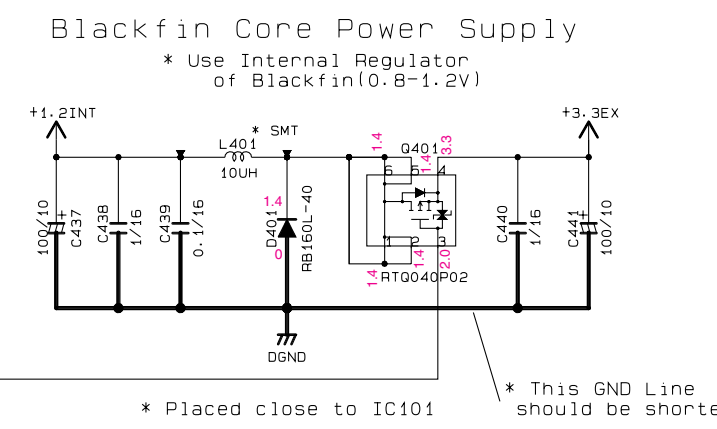 Blackfin Core Power Supply
* Use Internal Regulator
of Blackfin(0.8-1.2V)
+1.2INT
+3.3EX
* SMT
L401
10UH
Q401
1.4
1.4
3.3
6
5
4
100/10
C437
C438
1/16
C439
0.1/16
1.4
D401
0
RB160L-40
1
2
3
1.4
1.4
2.0
RTQ040P02
C440
1/16
C441
100/10
DGND
* This GND Line
should be shorte
* Placed close to IC101